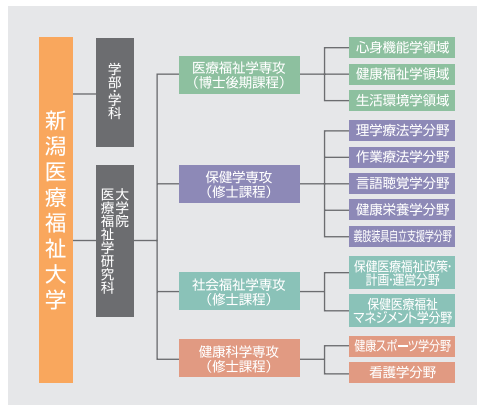 新潟医療福祉大学
学部・学科
大学院
医療福祉学研究科
医療福祉学専攻
（博士後期課程）
心身機能学領域
健康福祉学領域
生活環境学領域
保健学専攻
（修士課程）
理学療法学分野
作業療法学分野
言語聴覚学分野
健康栄養学分野
義肢装具自立支援学分野
社会福祉学専攻
（修士課程）
保健医療福祉政策・
計画・運営分野
保健医療福祉
マネジメント学分野
健康科学専攻
（修士課程）
健康スポーツ学分野
看護学分野